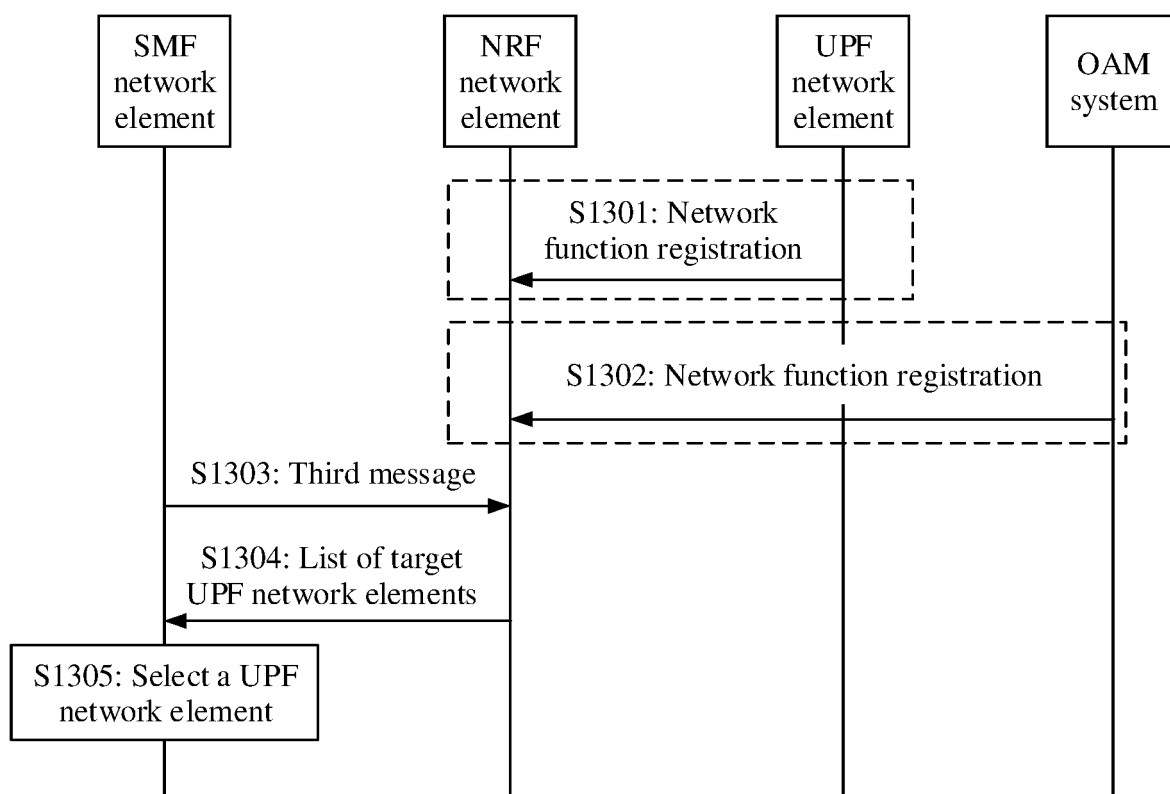 SMF
network
element
NRF
network
element
UPF
network
element
OAM
system
S1301: Network
function registration
S1302: Network function registration
S1303: Third message
S1304: List of target
UPF network elements
S1305: Select a UPF
network element